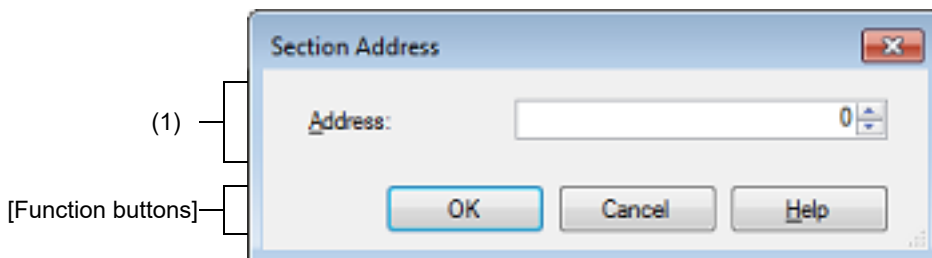 Section Address
(1)
Address:
0
[Function buttons]
OK
Cancel
Help